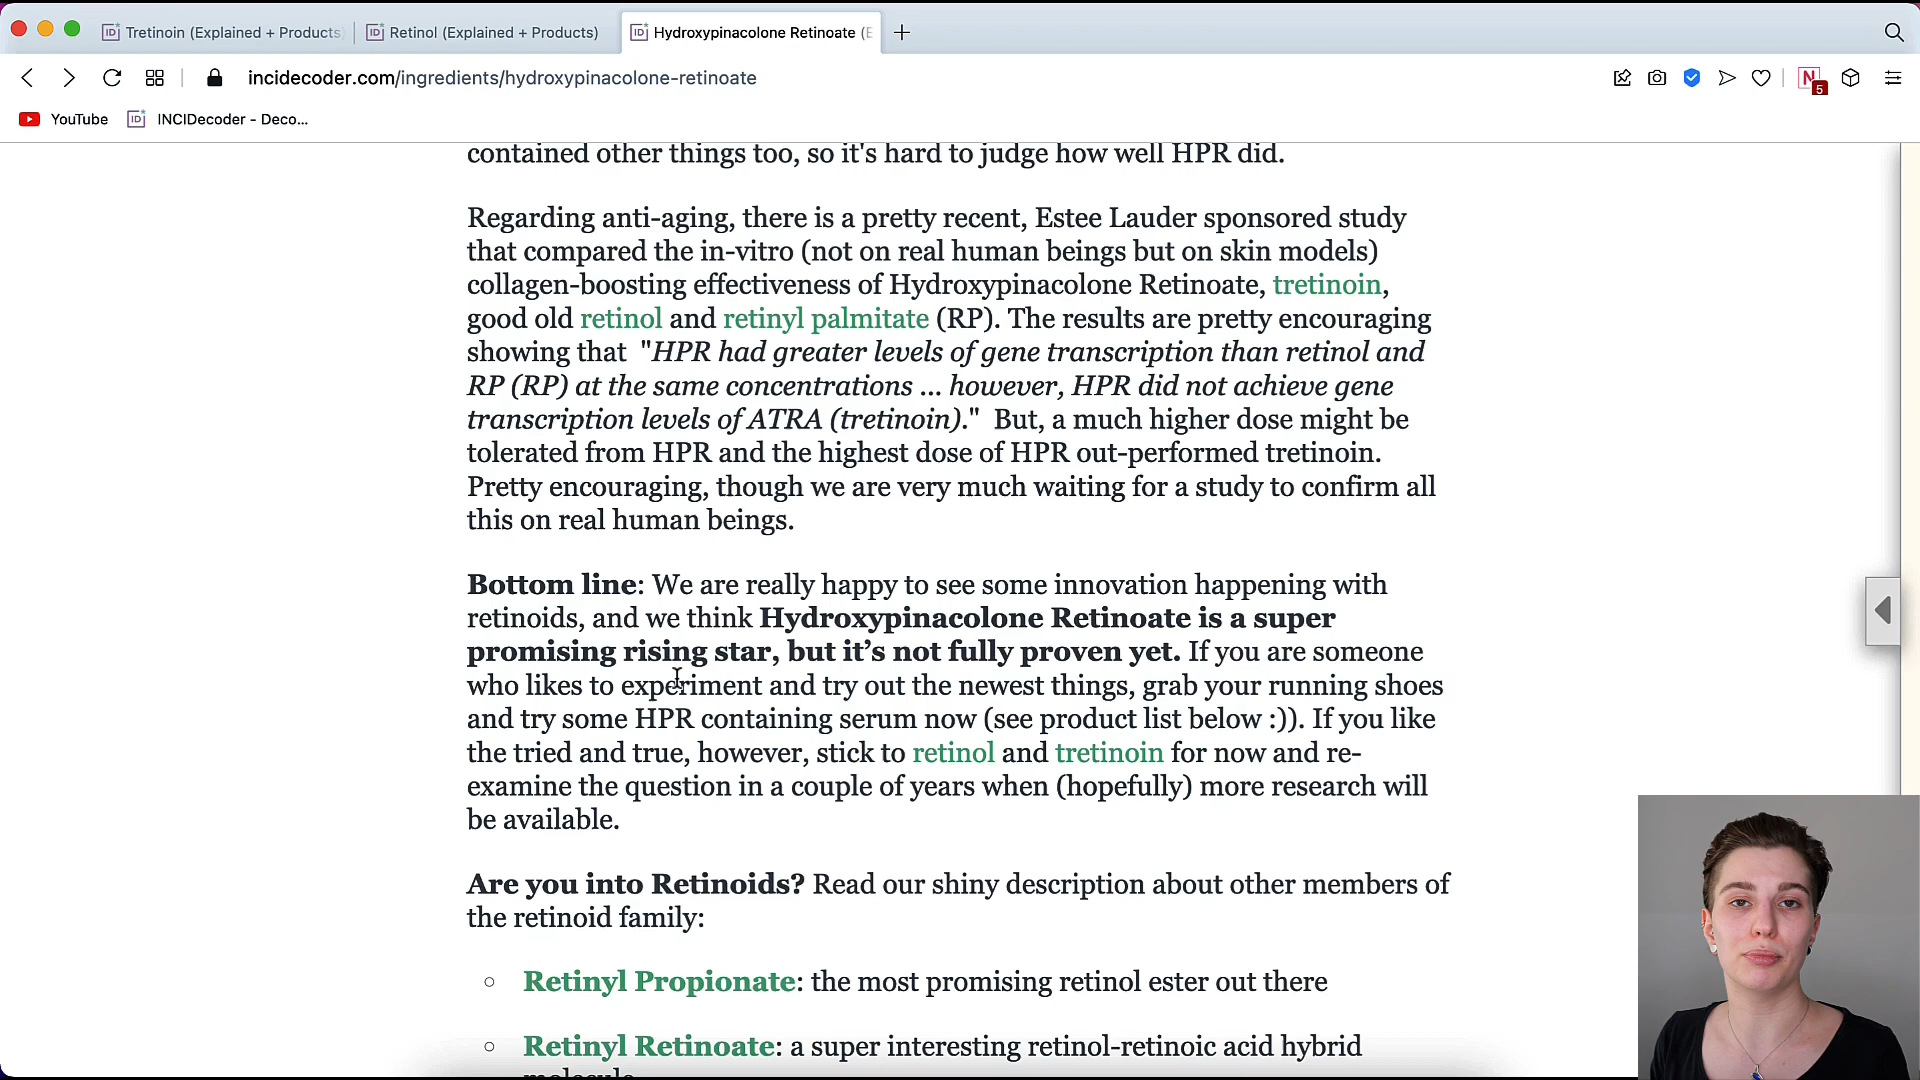 Tretinoin (Explained + Products)
Retinol (Explained + Products)
Hydroxypinacolone Retinoate (E
incidecoder.com/ingredients/hydroxypinacolone-retinoate
N
5
YouTube
ID
INCIDecoder - Deco...
contained other things too, so it's hard to judge how well HPR did.
Regarding anti-aging, there is a pretty recent, Estee Lauder sponsored study
that compared the in-vitro (not on real human beings but on skin models)
collagen-boosting effectiveness of Hydroxypinacolone Retinoate, tretinoin,
good old retinol and retinyl palmitate (RP). The results are pretty encouraging
showing that "HPR had greater levels of gene transcription than retinol and
RP (RP) at the same concentrations ... however, HPR did not achieve gene
transcription levels of ATRA (tretinoin)." But, a much higher dose might be
tolerated from HPR and the highest dose of HPR out-performed tretinoin.
Pretty encouraging, though we are very much waiting for a study to confirm all
this on real human beings.
Bottom line: We are really happy to see some innovation happening with
retinoids, and we think Hydroxypinacolone Retinoate is a super
promising rising star, but it's not fully proven yet. If you are someone
who likes to experiment and try out the newest things, grab your running shoes
and try some HPR containing serum now (see product list below :)). If you like
the tried and true, however, stick to retinol and tretinoin for now and re-
examine the question in a couple of years when (hopefully) more research will
be available.
Are you into Retinoids? Read our shiny description about other members of
the retinoid family:
Retinyl Propionate: the most promising retinol ester out there
Retinyl Retinoate: a super interesting retinol-retinoic acid hybrid